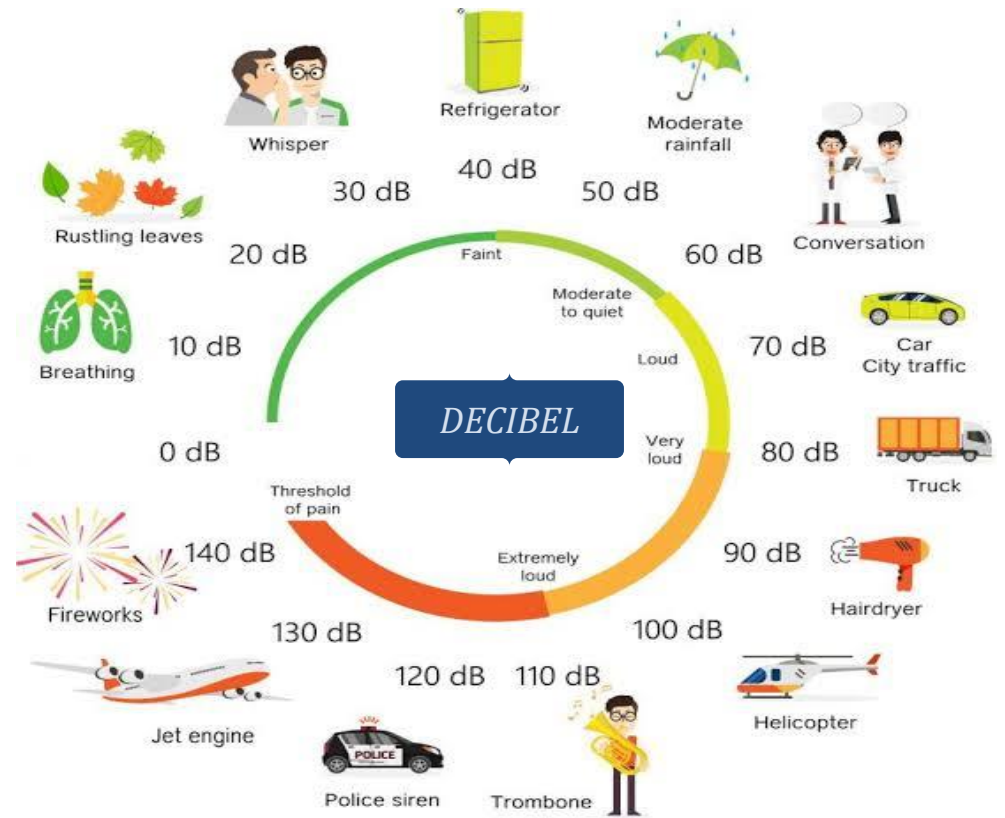 Refrigerator
40 dB
Moderate
rainfall
50 dB
Conversation
60 dB
Car
City traffic
70 dB
Truck
80 dB
Hairdryer
90 dB
Helicopter
100 dB
Trombone
110 dB
Police siren
POLICE
120 dB
Jet engine
130 dB
Fireworks
140 dB
0 dB
Breathing
10 dB
Rustling leaves
20 dB
Whisper
30 dB
Faint
Moderate
to quiet
Loud
Very
loud
Extremely
loud
Threshold
of pain
DECIBEL